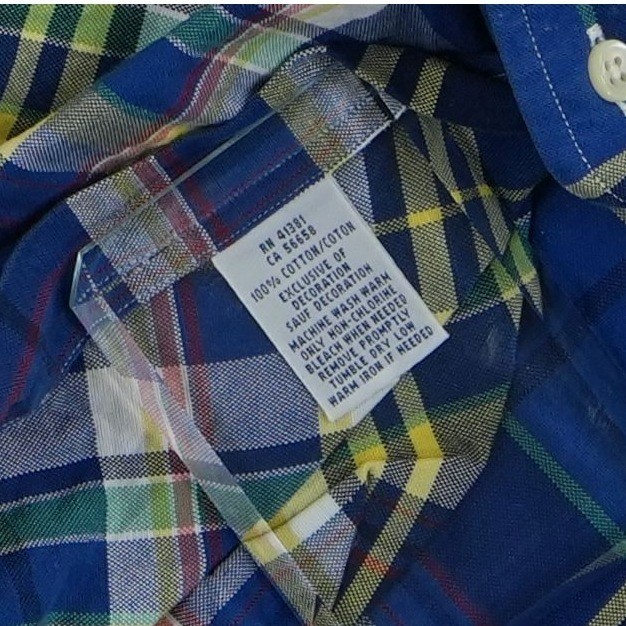 RN 41381
CA 56658
100% COTTON/COTON
EXCLUSIVE OF
DECORATION
SAUF DECORATION
MACHINE WASH WARM
ONLY NON-CHLORINE
BLEACH WHEN NEEDED
REMOVE PROMPTLY
TUMBLE DRY LOW
WARM IRON IF NEEDED